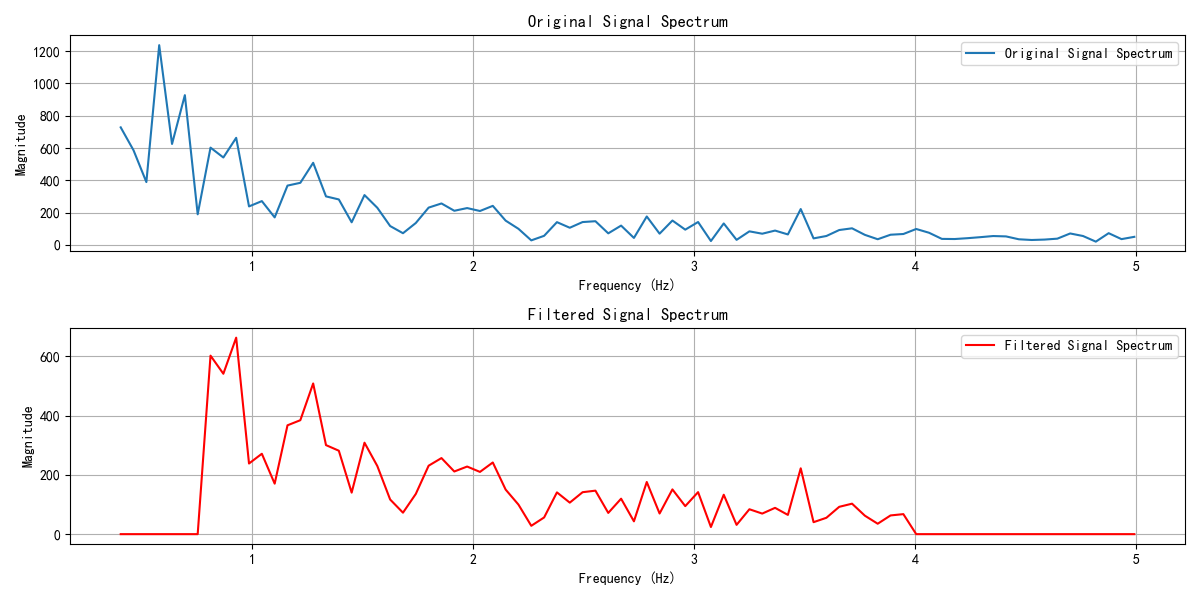 Original Signal Spectrum
Original Signal Spectrum
1200
1000
800
600
400
200
0
Magnitude
1 2 3 4 5
Frequency (Hz)
Filtered Signal Spectrum
Filtered Signal Spectrum
600
400
200
0
Magnitude
1 2 3 4 5
Frequency (Hz)